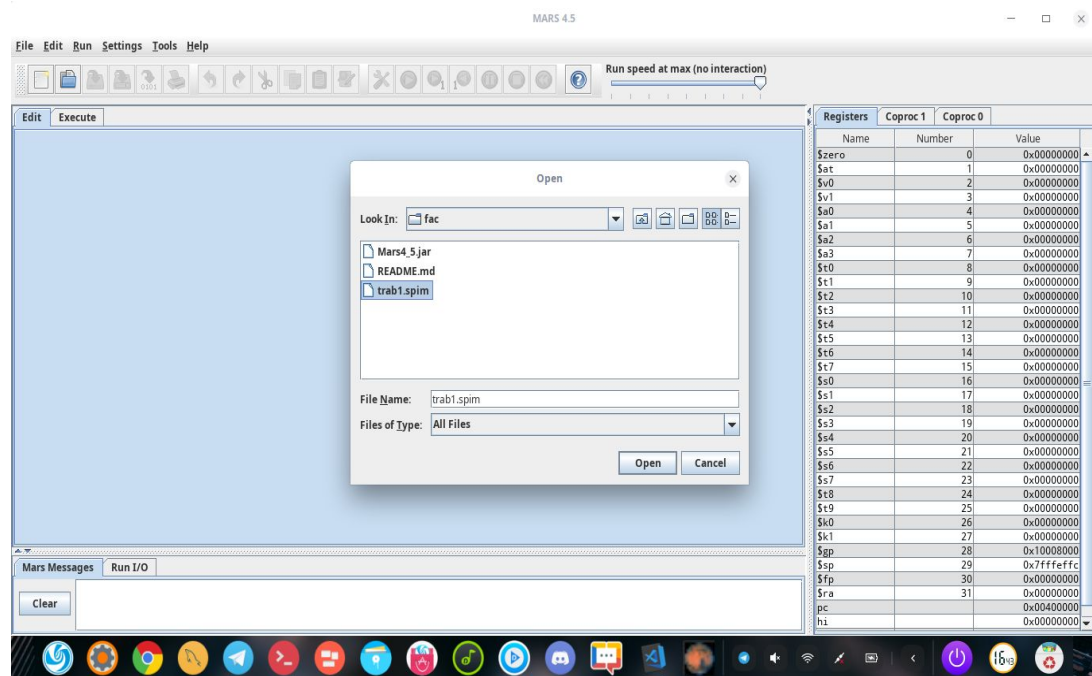 MARS 4.5
File Edit Run Settings Tools Help
Run speed at max (no interaction)
Edit Execute
Registers Coproc 1 Coproc 0
Name Number Value
$zero 0 0x00000000
$at 1 0x00000000
$v0 2 0x00000000
$v1 3 0x00000000
$a0 4 0x00000000
$a1 5 0x00000000
$a2 6 0x00000000
$a3 7 0x00000000
$t0 8 0x00000000
$t1 9 0x00000000
$t2 10 0x00000000
$t3 11 0x00000000
$t4 12 0x00000000
$t5 13 0x00000000
$t6 14 0x00000000
$t7 15 0x00000000
$s0 16 0x00000000
$s1 17 0x00000000
$s2 18 0x00000000
$s3 19 0x00000000
$s4 20 0x00000000
$s5 21 0x00000000
$s6 22 0x00000000
$s7 23 0x00000000
$t8 24 0x00000000
$t9 25 0x00000000
$k0 26 0x00000000
$k1 27 0x00000000
$gp 28 0x10008000
$sp 29 0x7fffeffc
$fp 30 0x00000000
$ra 31 0x00000000
pc 0x00400000
hi 0x00000000
Open
Look In: fac
Mars4_5.jar
README.md
trab1.spim
File Name: trab1.spim
Files of Type: All Files
Open Cancel
Mars Messages Run I/O
Clear